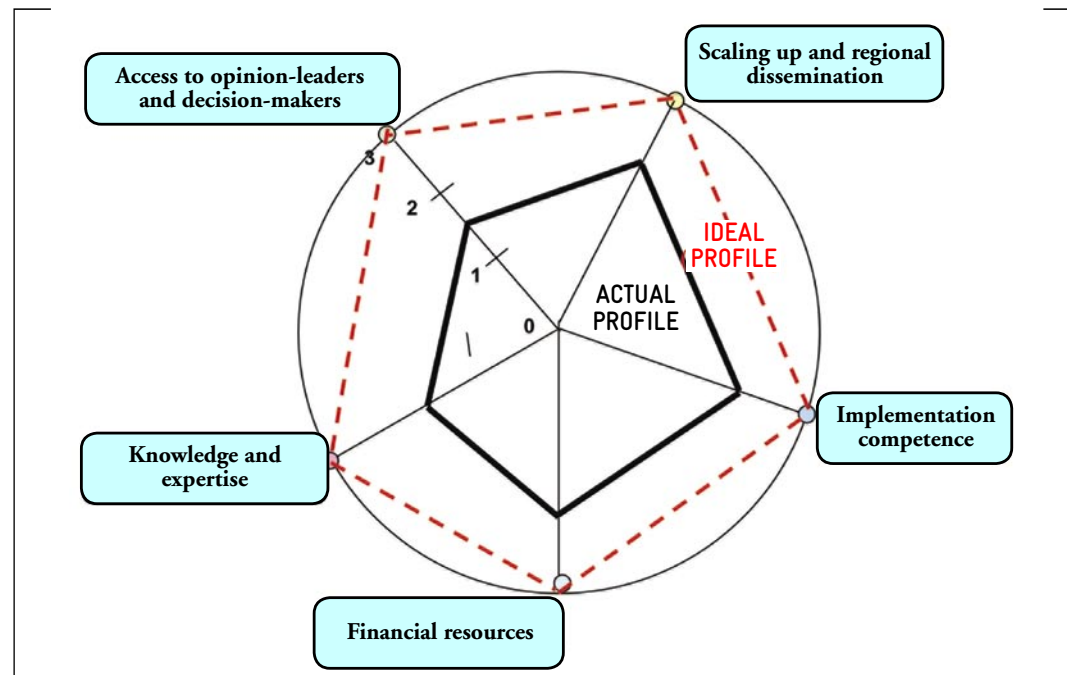 Scaling up and regional
dissemination
Access to opinion-leaders
and decision-makers
3
2
IDEAL
PROFILE
1
ACTUAL
PROFILE
0
Implementation
competence
Knowledge and
expertise
Financial resources